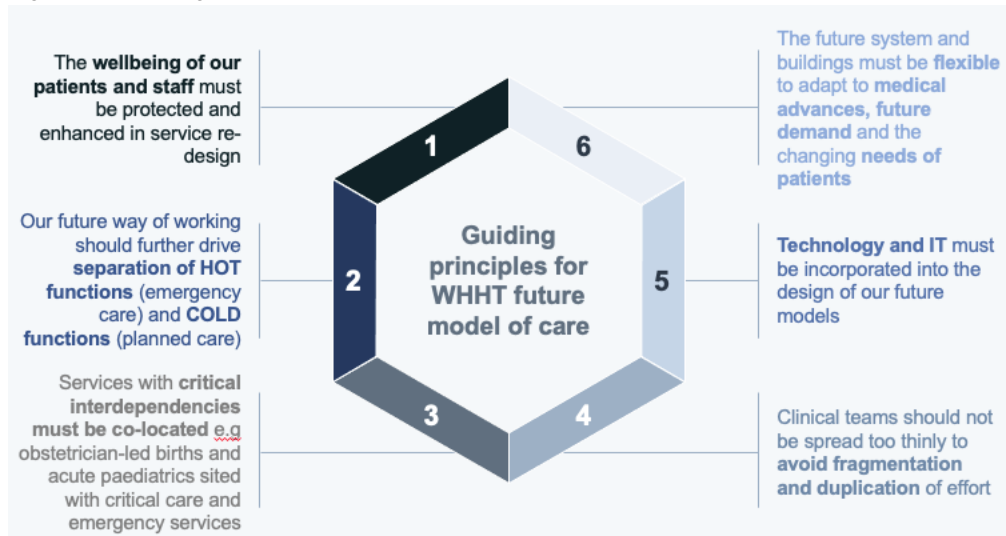 The wellbeing of our
patients and staff must
be protected and
enhanced in service re-
design
1
Our future way of working
should further drive
separation of HOT
functions (emergency
care) and COLD
functions (planned care)
2
Services with critical
interdependencies
must be co-located e.g
obstetrician-led births and
acute paediatrics sited
with critical care and
emergency services
3
Guiding
principles for
WHHT future
model of care
The future system and
buildings must be flexible
to adapt to medical
advances, future
demand and the
changing needs of
patients
6
Technology and IT must
be incorporated into the
design of our future
models
5
Clinical teams should not
be spread too thinly to
avoid fragmentation
and duplication of effort
4